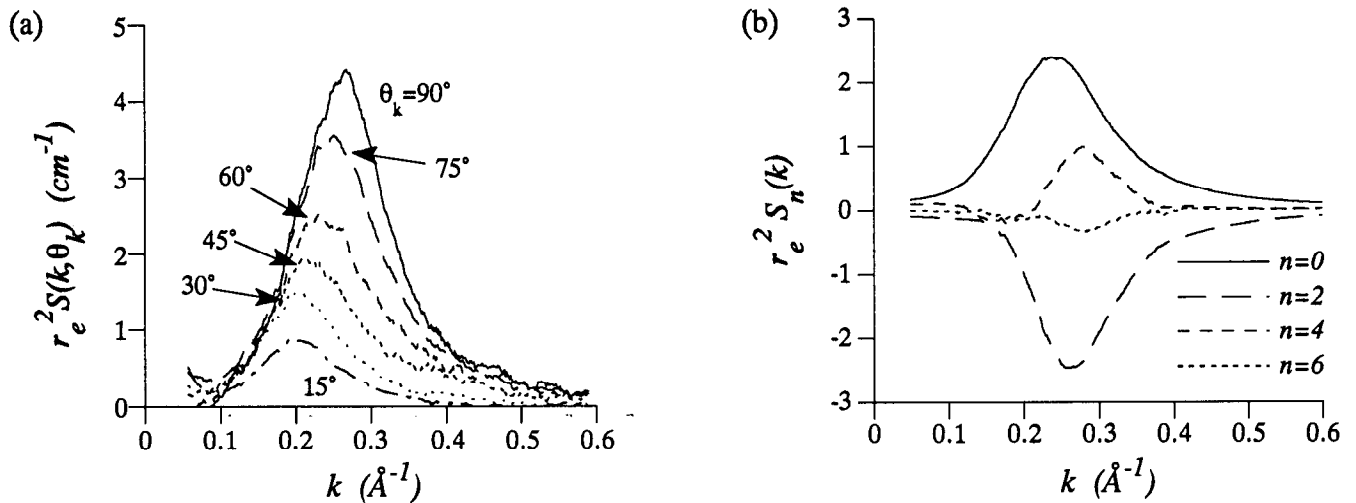 (a)
5
4
3
2
1
0
0
0.1
0.2
0.3
0.4
0.5
0.6
r_e^2 S(k,θ_k) (cm^-1)
k (Å^-1)
θ_k=90°
75°
60°
45°
30°
15°
(b)
3
2
1
0
-1
-2
-3
0
0.2
0.3
0.4
0.5
0.6
0.1
r_e^2 S_n(k)
k (Å^-1)
n=0
n=2
n=4
n=6